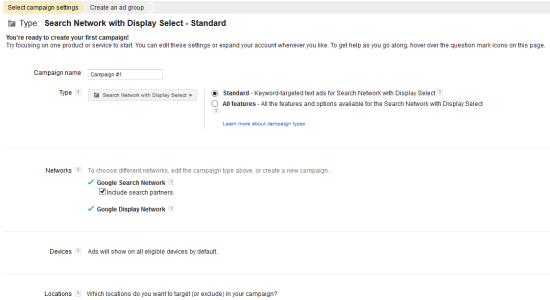 Select campaign settings Create an ad group
Type: Search Network with Display Select - Standard
You're ready to create your first campaign!
Try focusing on one product or service to start. You can edit these settings or expand your account whenever you like. To get help as you go along, hover over the question mark icons on this page.
Campaign name Campaign #1
Type ? Search Network with Display Select Standard - Keyword-targeted text ads for Search Network with Display Select ?
All features - All the features and options available for the Search Network with Display Select
?
Learn more about campaign types
Networks ? To choose different networks, edit the campaign type above, or create a new campaign.
Google Search Network ?
Include search partners
Google Display Network ?
Devices ? Ads will show on all eligible devices by default.
Locations ? Which locations do you want to target (or exclude) in your campaign?